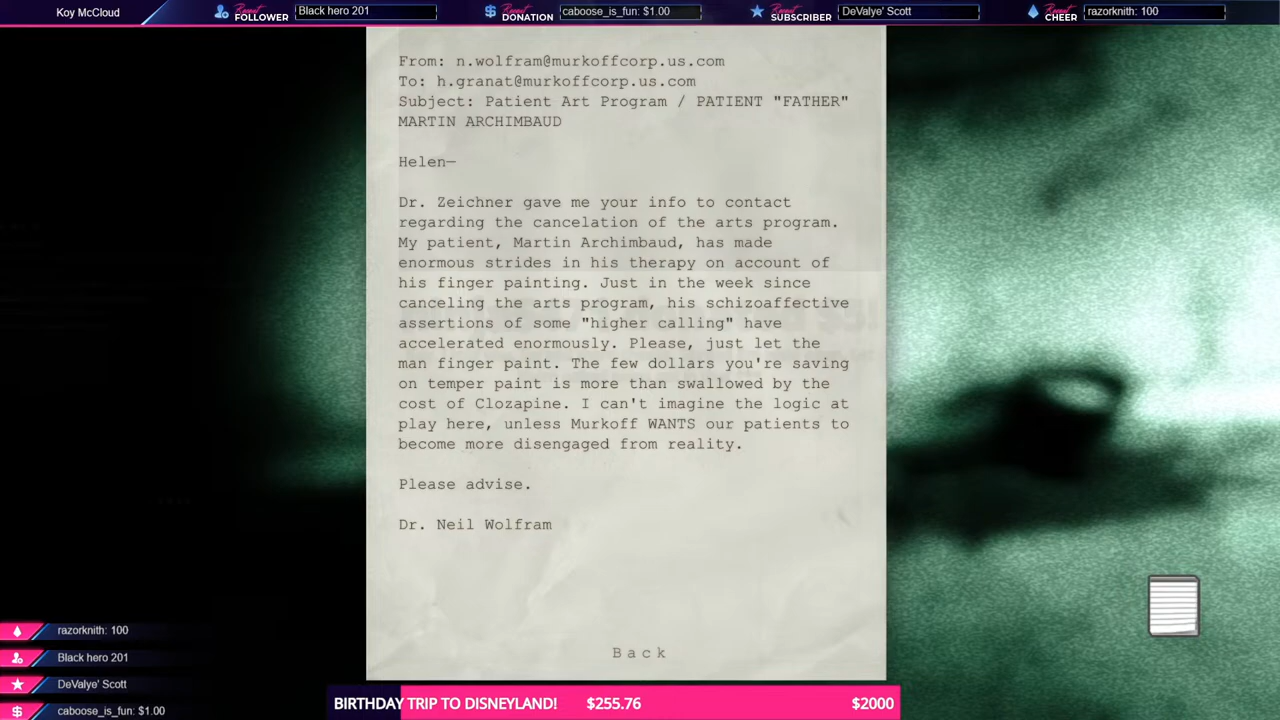 Koy McCloud
Recent FOLLOWER Black hero 201
Recent DONATION caboose_is_fun: $1.00
Recent SUBSCRIBER DeValye' Scott
Recent CHEER razorknith: 100
From: n.wolfram@murkoffcorp.us.com
To: h.granat@murkoffcorp.us.com
Subject: Patient Art Program / PATIENT "FATHER"
MARTIN ARCHIMBAUD
Helen—
Dr. Zeichner gave me your info to contact
regarding the cancelation of the arts program.
My patient, Martin Archimbaud, has made
enormous strides in his therapy on account of
his finger painting. Just in the week since
canceling the arts program, his schizoaffective
assertions of some "higher calling" have
accelerated enormously. Please, just let the
man finger paint. The few dollars you're saving
on temper paint is more than swallowed by the
cost of Clozapine. I can't imagine the logic at
play here, unless Murkoff WANTS our patients to
become more disengaged from reality.
Please advise.
Dr. Neil Wolfram
Back
razorknith: 100
Black hero 201
DeValye' Scott
caboose_is_fun: $1.00
BIRTHDAY TRIP TO DISNEYLAND! $255.76 $2000